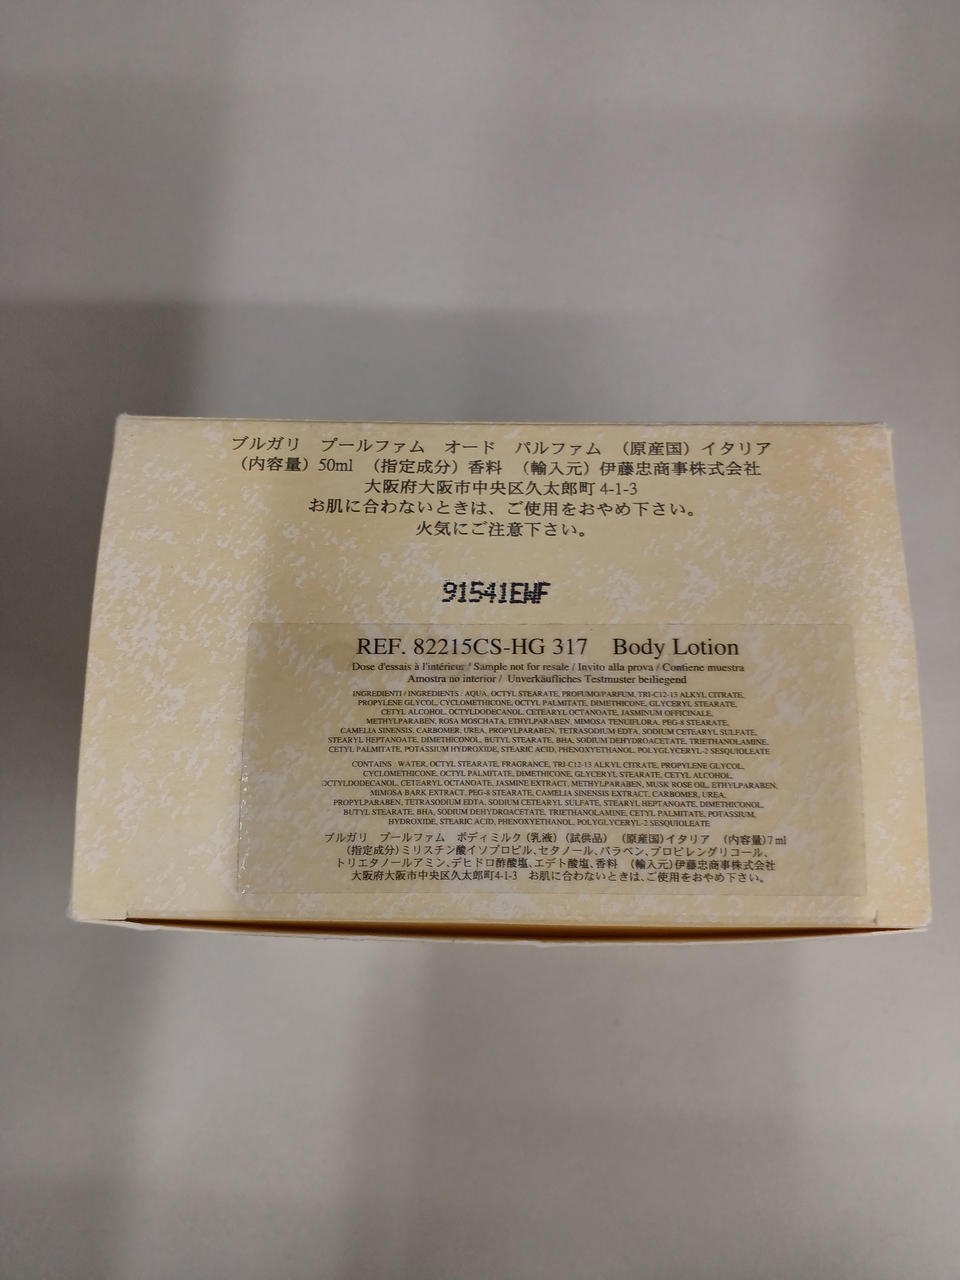 ブルガリ　プールファム　オード　パルファム　（原産国）イタリア
（内容量）50ml　（指定成分）香料　（輸入元）伊藤忠商事株式会社
大阪府大阪市中央区久太郎町 4-1-3
お肌に合わないときは、ご使用をおやめ下さい。
火気にご注意下さい。
91541EWF
REF. 82215CS-HG 317 Body Lotion
Dose d'essais à l'intérieur / Sample not for resale / Invito alla prova / Contiene muestra
Amostra no interior / Unverkäufliches Testmuster beiliegend
INGREDIENTI / INGREDIENTS : AQUA, OCTYL STEARATE, PROFUMO/PARFUM, TRI-C12-13 ALKYL CITRATE,
PROPYLENE GLYCOL, CYCLOMETHICONE, OCTYL PALMITATE, DIMETHICONE, GLYCERYL STEARATE,
CETYL ALCOHOL, OCTYLDODECANOL, CETEARYL OCTANOATE, JASMINUM OFFICINALE,
METHYLPARABEN, ROSA MOSCHATA, ETHYLPARABEN, MIMOSA TENUIFLORA, PEG-8 STEARATE,
CAMELIA SINENSIS, CARBOMER, UREA, PROPYLPARABEN, TETRASODIUM EDTA, SODIUM CETEARYL SULFATE,
STEARYL HEPTANOATE, DIMETHICONOL, BUTYL STEARATE, BHA, SODIUM DEHYDROACETATE, TRIETHANOLAMINE,
CETYL PALMITATE, POTASSIUM HYDROXIDE, STEARIC ACID, PHENOXYETHANOL, POLYGLYCERYL-2 SESQUIOLEATE
CONTAINS : WATER, OCTYL STEARATE, FRAGRANCE, TRI-C12-13 ALKYL CITRATE, PROPYLENE GLYCOL,
CYCLOMETHICONE, OCTYL PALMITATE, DIMETHICONE, GLYCERYL STEARATE, CETYL ALCOHOL,
OCTYLDODECANOL, CETEARYL OCTANOATE, JASMINE EXTRACT, METHYLPARABEN, MUSK ROSE OIL, ETHYLPARABEN,
MIMOSA BARK EXTRACT, PEG-8 STEARATE, CAMELIA SINENSIS EXTRACT, CARBOMER, UREA,
PROPYLPARABEN, TETRASODIUM EDTA, SODIUM CETEARYL SULFATE, STEARYL HEPTANOATE, DIMETHICONOL,
BUTYL STEARATE, BHA, SODIUM DEHYDROACETATE, TRIETHANOLAMINE, CETYL PALMITATE, POTASSIUM,
HYDROXIDE, STEARIC ACID, PHENOXYETHANOL, POLYGLYCERYL-2 SESQUIOLEATE
ブルガリ　プールファム　ボディミルク（乳液）（試供品）　（原産国）イタリア　（内容量）7ml
（指定成分）ミリスチン酸イソプロピル、セタノール、パラベン、プロピレングリコール、
トリエタノールアミン、デヒドロ酢酸塩、エデト酸塩、香料　（輸入元）伊藤忠商事株式会社
大阪府大阪市中央区久太郎町4-1-3　お肌に合わないときは、ご使用をおやめ下さい。